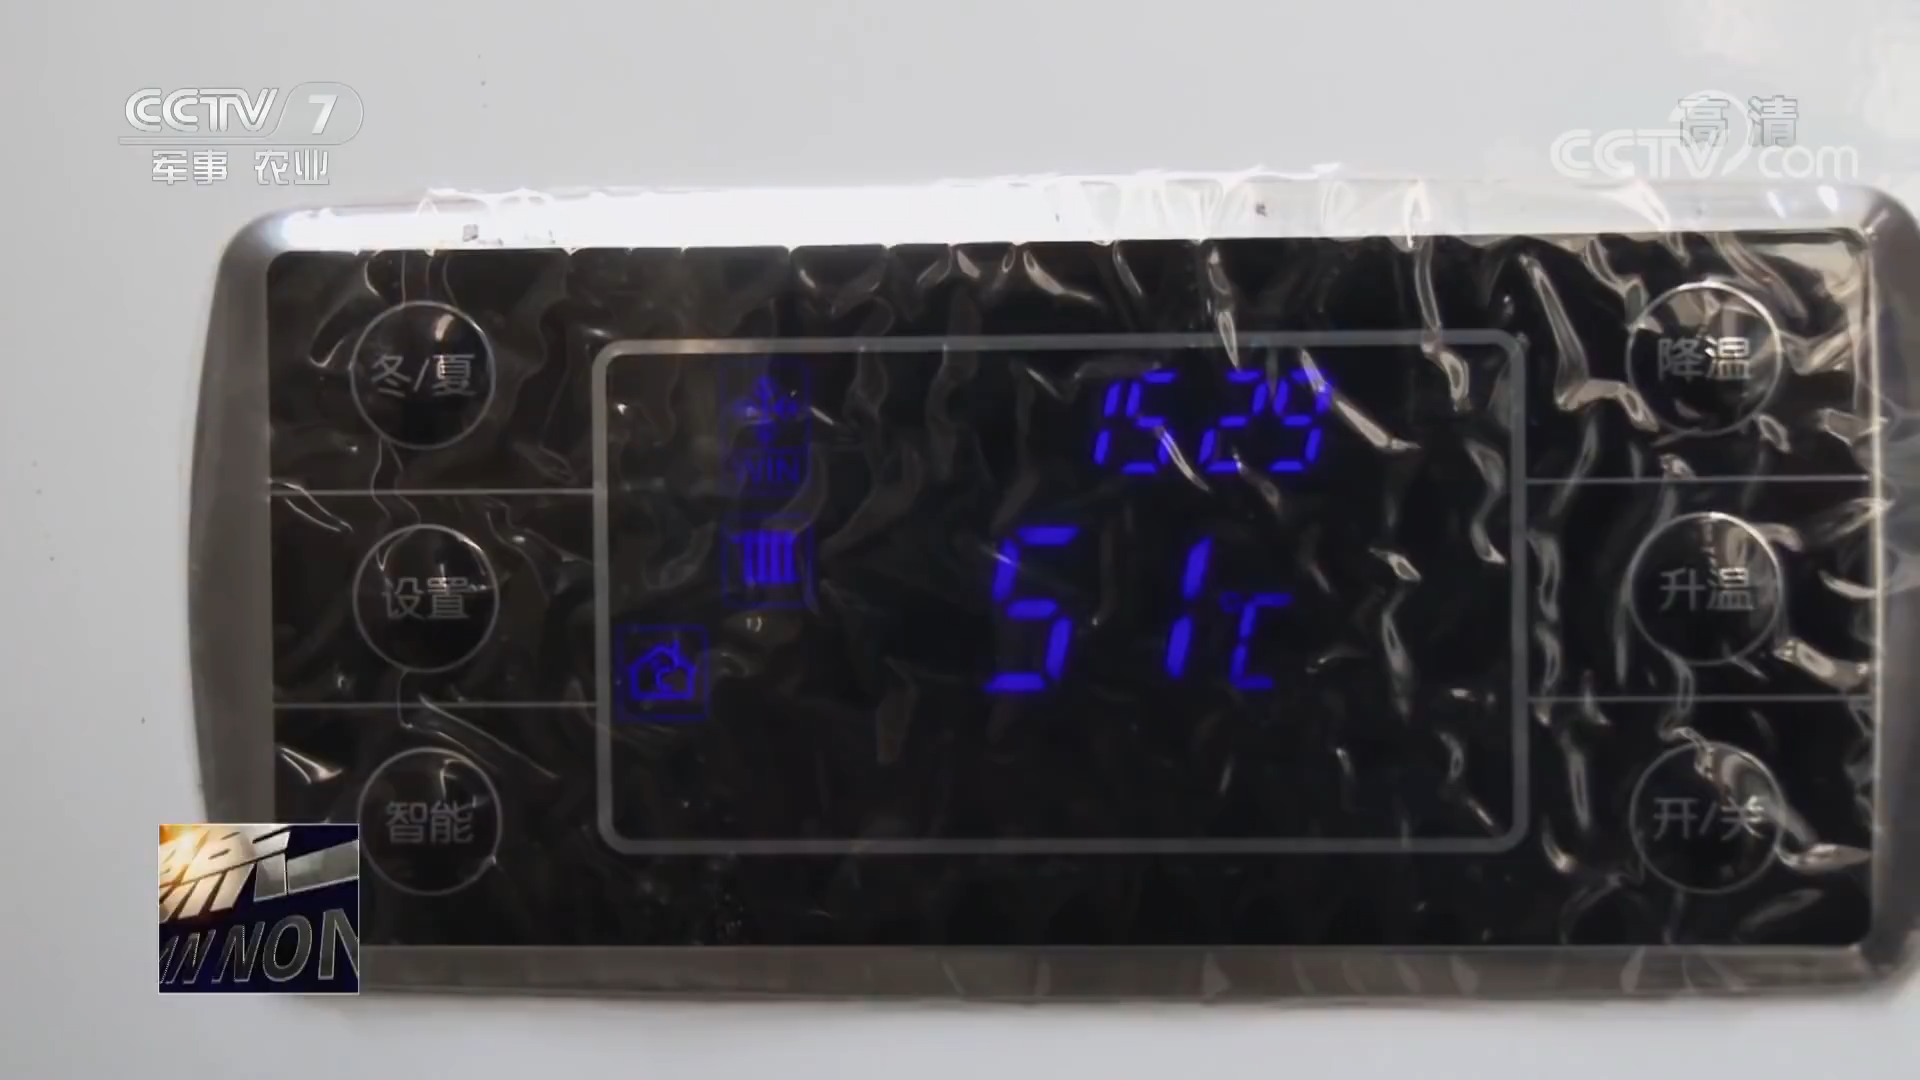 CCTV 7
军事 农业
高清
CCTV.com
冬/夏
设置
智能
WIN
15:29
51℃
降温
升温
开/关